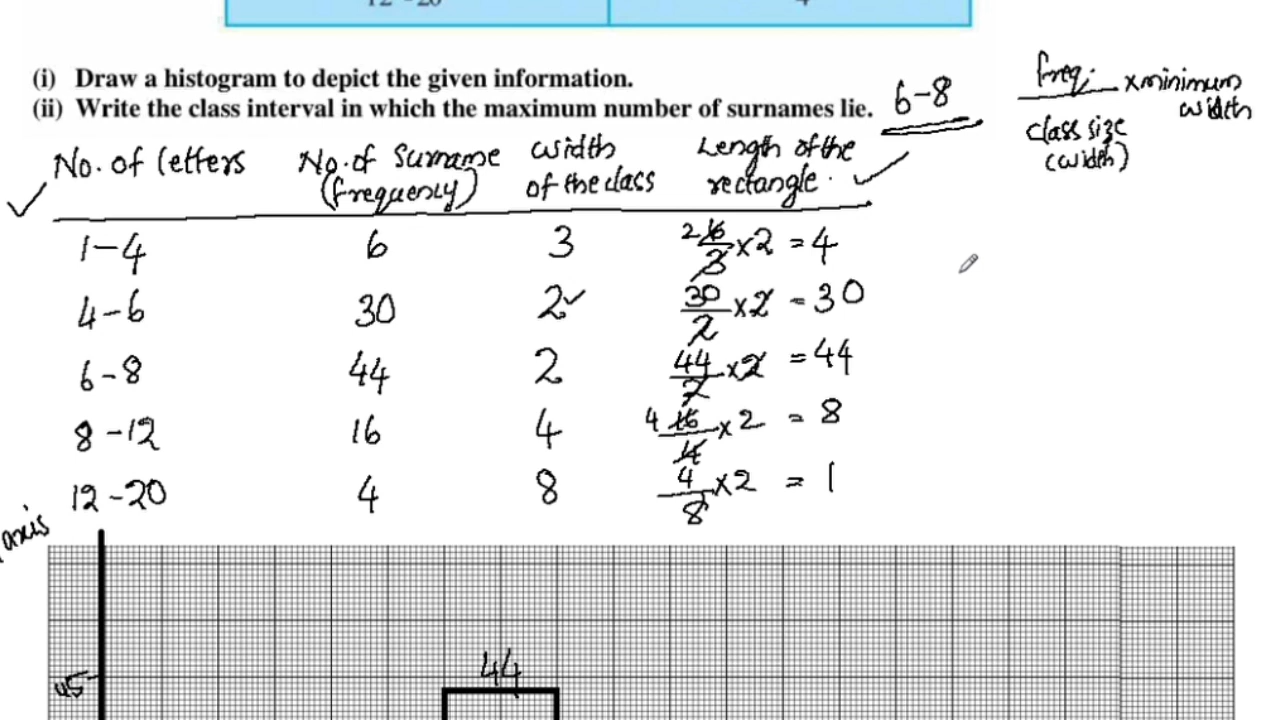 (i) Draw a histogram to depict the given information.
(ii) Write the class interval in which the maximum number of surnames lie. 6-8
freq. × minimum width
class size
(width)
No. of letters No. of Surname (frequency) width of the class Length of the rectangle.
1-4 6 3 2 6/3 ×2 = 4
4-6 30 2 30/2 ×2 = 30
6-8 44 2 44/2 ×2 = 44
8-12 16 4 4 16/4 ×2 = 8
12-20 4 8 4/8 ×2 = 1
axis
44
45